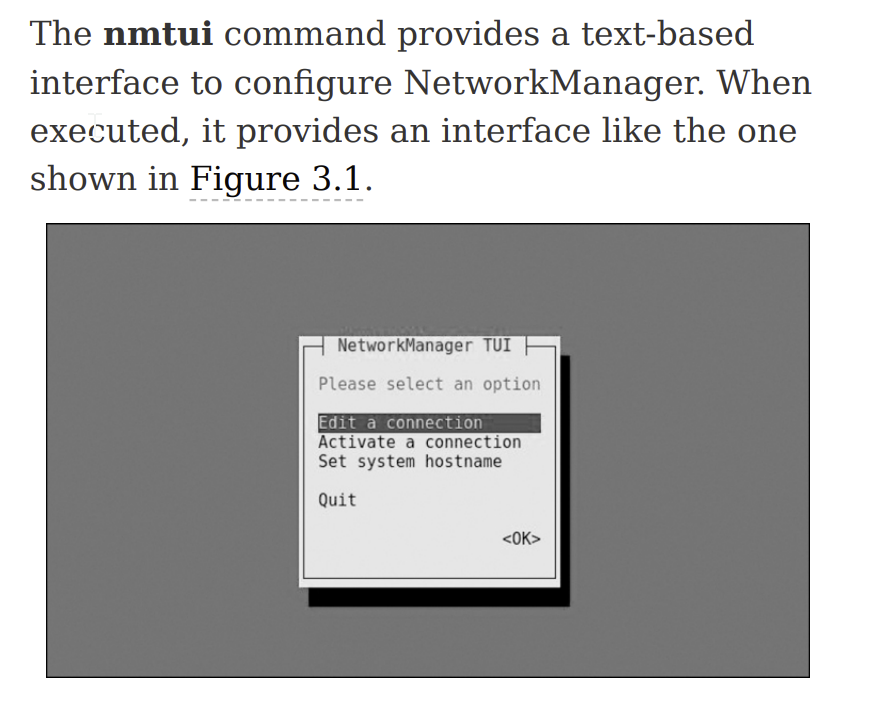 The nmtui command provides a text-based
interface to configure NetworkManager. When
executed, it provides an interface like the one
shown in Figure 3.1.
NetworkManager TUI
Please select an option
Edit a connection
Activate a connection
Set system hostname
Quit
<OK>